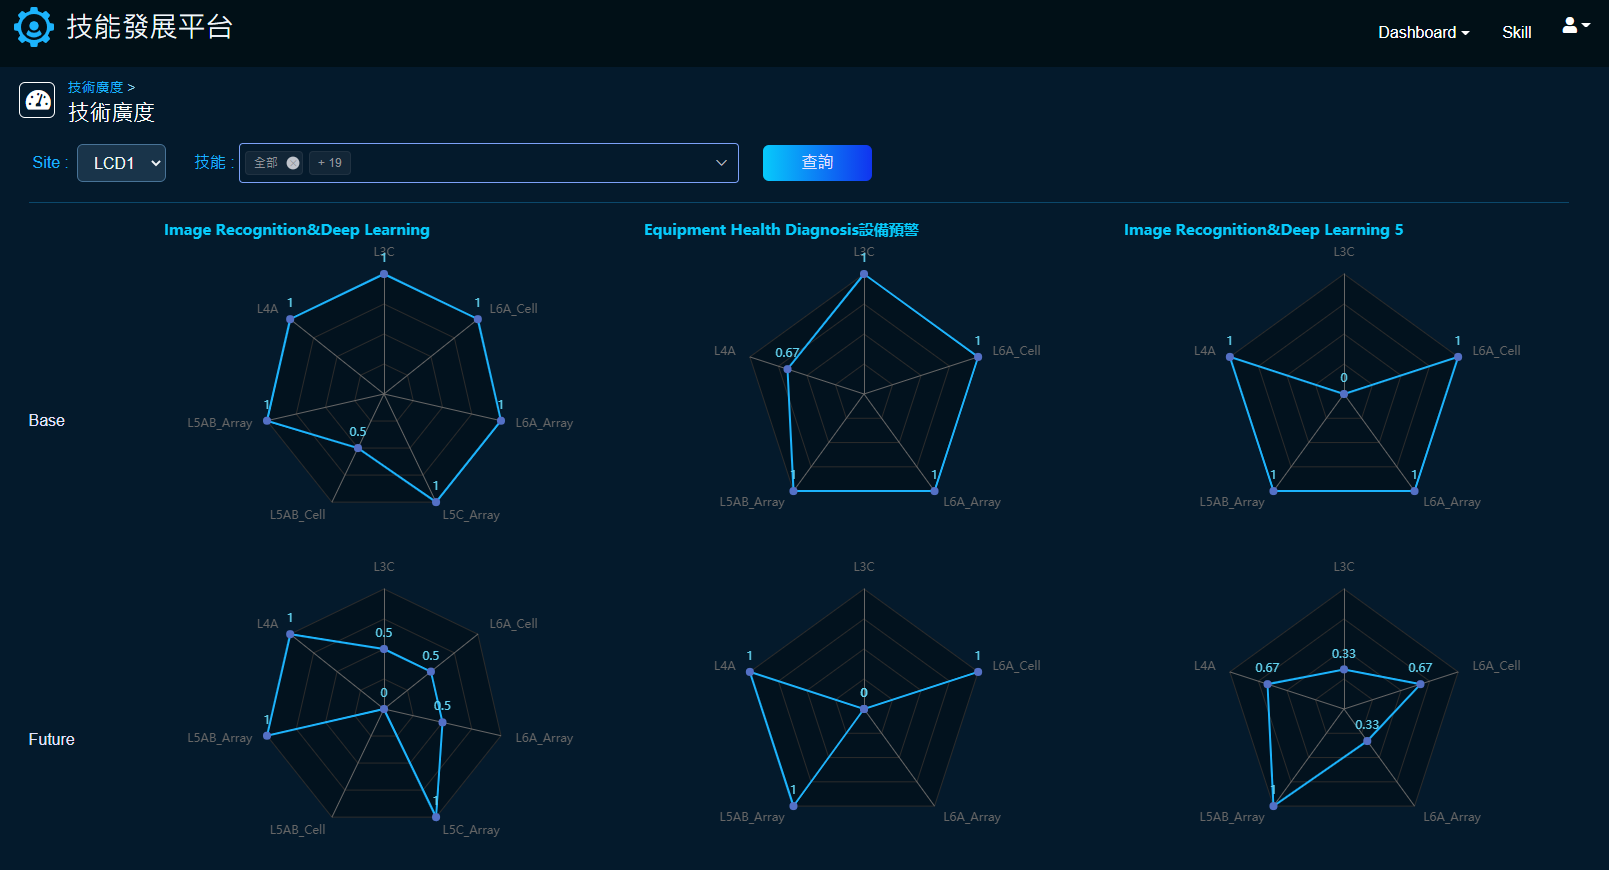 技能發展平台
Dashboard
Skill
技術廣度 >
技術廣度
Site :
LCD1
技能 :
全部
+ 19
查詢
Image Recognition&Deep Learning
Equipment Health Diagnosis設備預警
Image Recognition&Deep Learning 5
Base
L3C
1
L4A
1
1
L6A_Cell
1
L5AB_Array
1
L6A_Array
0.5
1
L5AB_Cell
L5C_Array
L3C
1
L4A
0.67
1
L6A_Cell
1
1
L5AB_Array
L6A_Array
L3C
1
L4A
1
L6A_Cell
0
1
1
L5AB_Array
L6A_Array
Future
L3C
L4A
1
0.5
L6A_Cell
0.5
0
0.5
1
L5AB_Array
L6A_Array
1
L5AB_Cell
L5C_Array
L3C
L4A
1
1
L6A_Cell
0
1
L5AB_Array
L6A_Array
L3C
L4A
0.67
0.33
0.67
L6A_Cell
0.33
1
L5AB_Array
L6A_Array